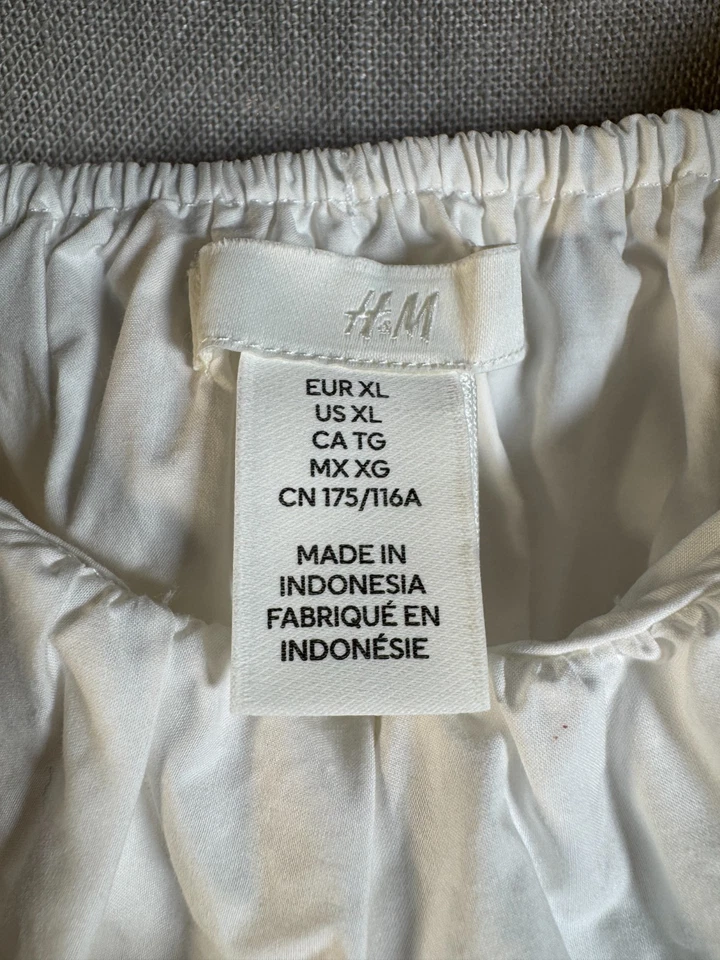 H&M
EUR XL
US XL
CA TG
MX XG
CN 175/116A
MADE IN
INDONESIA
FABRIQUÉ EN
INDONÉSIE